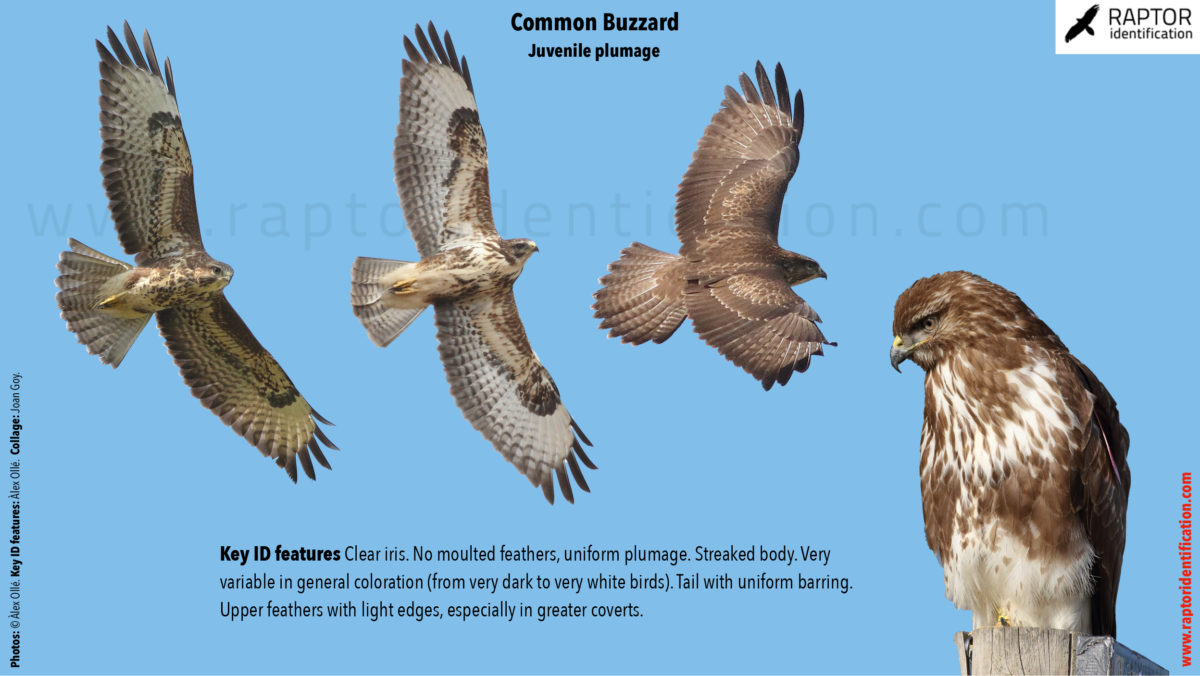 Common Buzzard
Juvenile plumage
RAPTOR
identification
www.raptoridentification.com
Key ID features Clear iris. No moulted feathers, uniform plumage. Streaked body. Very
variable in general coloration (from very dark to very white birds). Tail with uniform barring.
Upper feathers with light edges, especially in greater coverts.
Photos: © Àlex Ollé. Key ID features: Àlex Ollé. Collage: Joan Goy.
www.raptoridentification.com